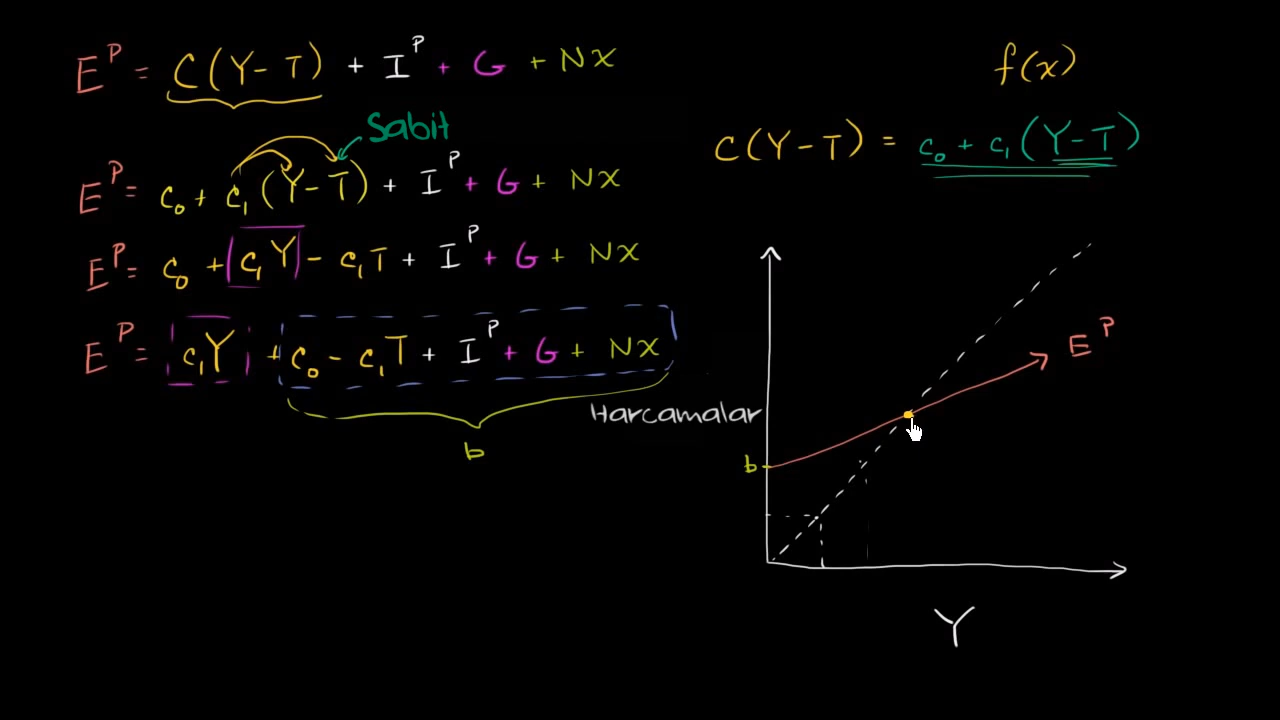 E^P = C(Y-T) + I^P + G + NX
f(x)
Sabit
C(Y-T) = c₀ + c₁(Y-T)
E^P = c₀ + c₁(Y-T) + I^P + G + NX
E^P = c₀ + c₁Y - c₁T + I^P + G + NX
E^P = c₁Y + c₀ - c₁T + I^P + G + NX
E^P
Harcamalar
b
b
Y